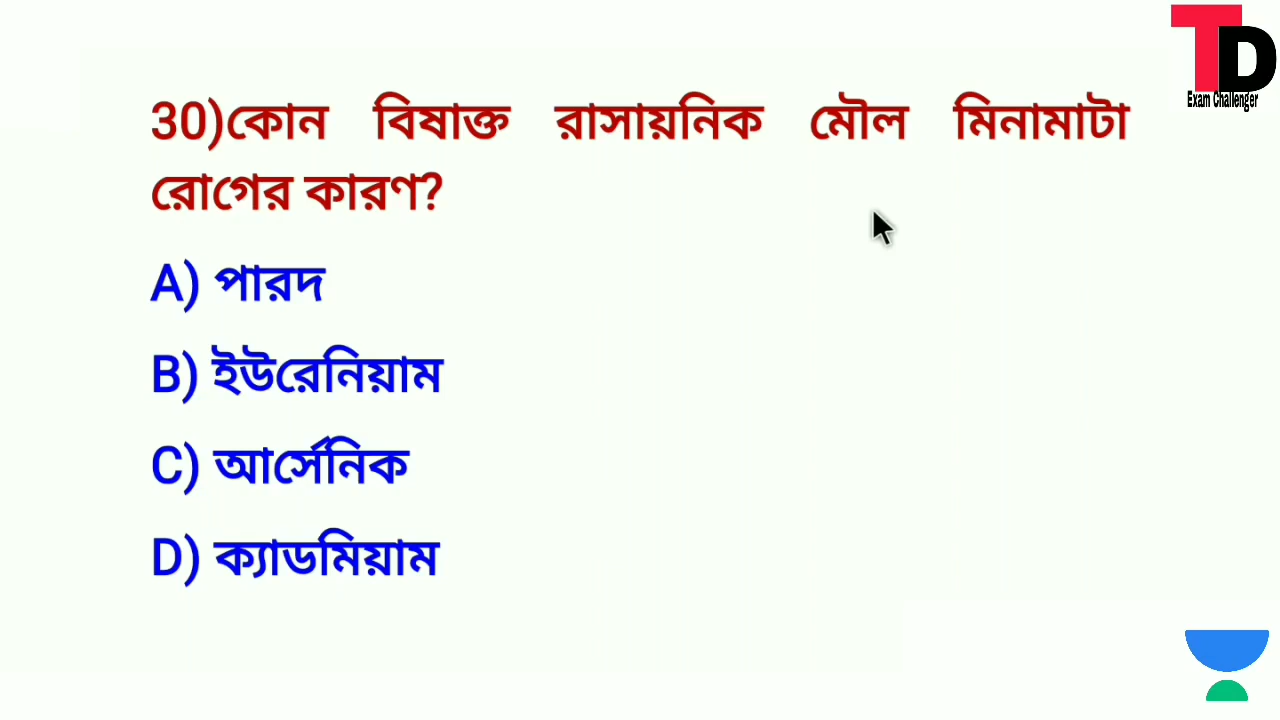 TD
Exam Challenger
30)কোন বিষাক্ত রাসায়নিক মৌল মিনামাটা
রোগের কারণ?
A) পারদ
B) ইউরেনিয়াম
C) আর্সেনিক
D) ক্যাডমিয়াম